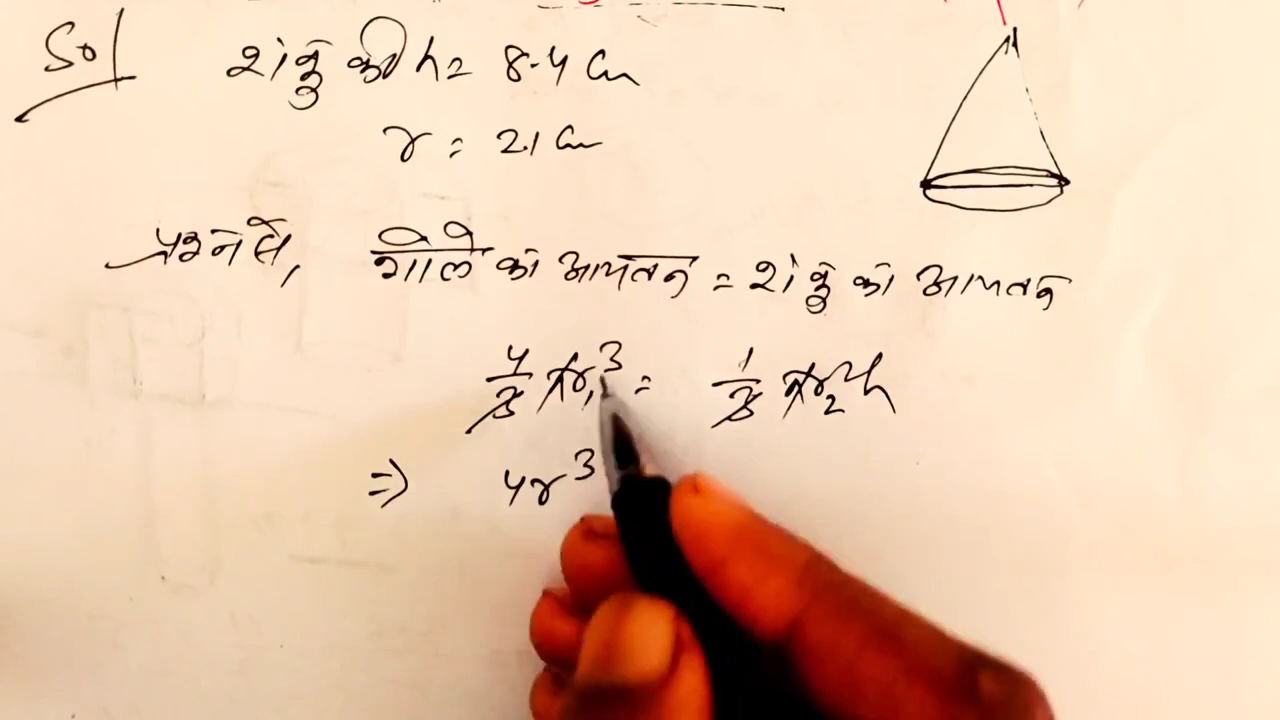 Sol
शंकु की h = 8.4 cm
r = 2.1 cm
प्रश्न से, गोले का आयतन = शंकु का आयतन
4/3 πr₁³ = 1/3 πr₂²h
⇒ 4r³